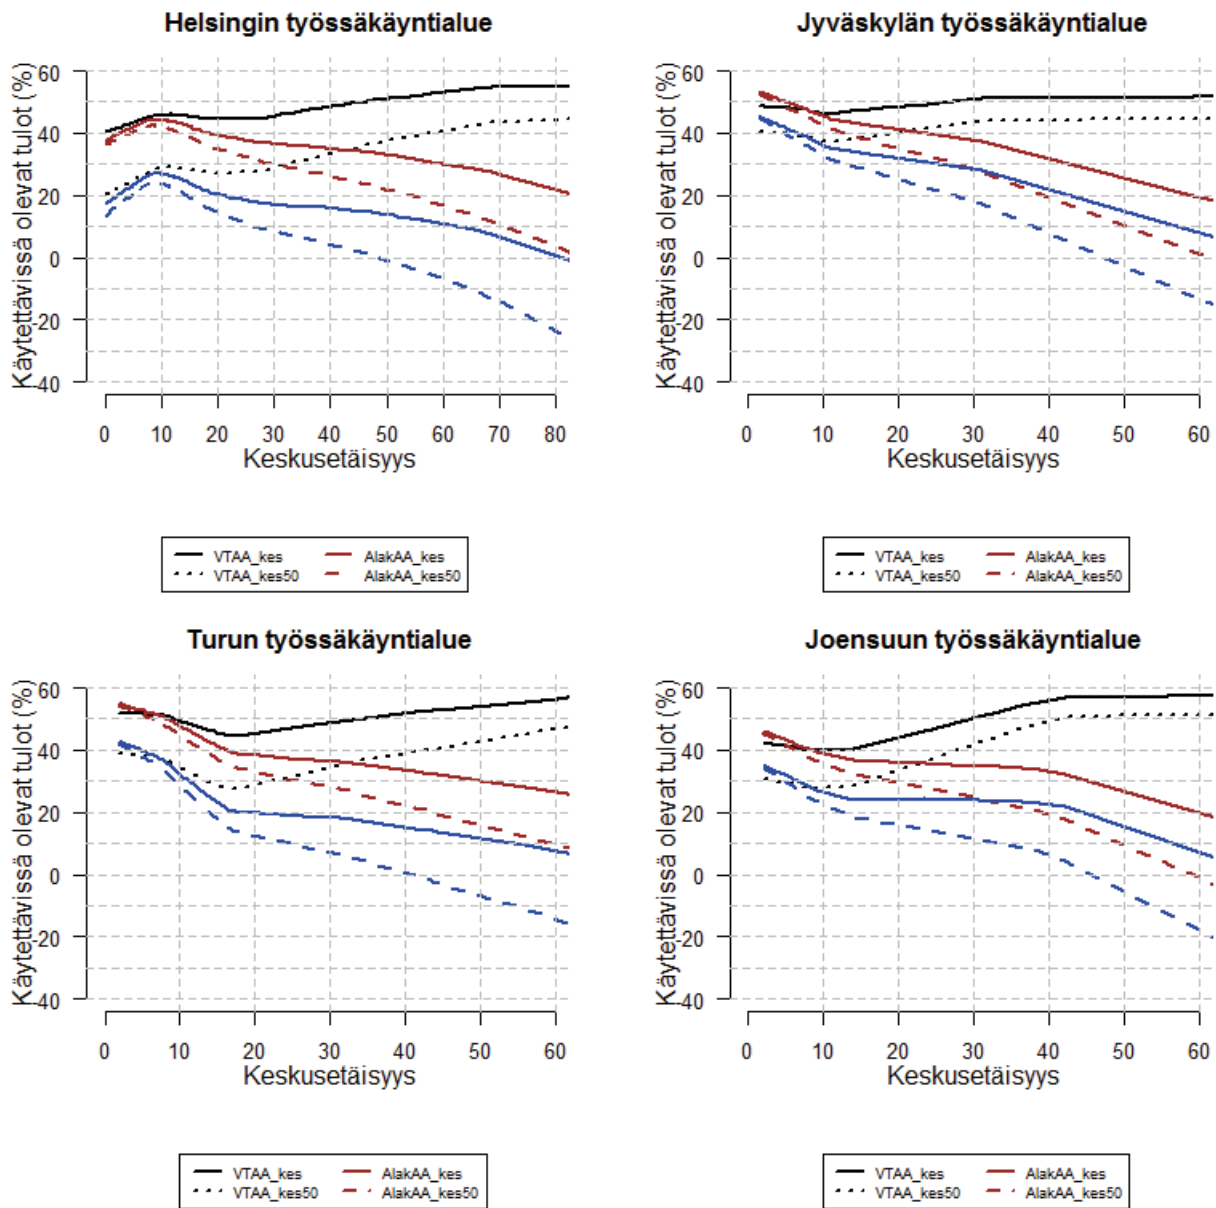 Helsingin työssäkäyntialue
Käytettävissä olevat tulot (%)
60
40
20
0
-20
-40
0 10 20 30 40 50 60 70 80
Keskusetäisyys
VTAA_kes AlakAA_kes
VTAA_kes50 AlakAA_kes50
Jyväskylän työssäkäyntialue
Käytettävissä olevat tulot (%)
60
40
20
0
-20
-40
0 10 20 30 40 50 60
Keskusetäisyys
VTAA_kes AlakAA_kes
VTAA_kes50 AlakAA_kes50
Turun työssäkäyntialue
Käytettävissä olevat tulot (%)
60
40
20
0
-20
-40
0 10 20 30 40 50 60
Keskusetäisyys
VTAA_kes AlakAA_kes
VTAA_kes50 AlakAA_kes50
Joensuun työssäkäyntialue
Käytettävissä olevat tulot (%)
60
40
20
0
-20
-40
0 10 20 30 40 50 60
Keskusetäisyys
VTAA_kes AlakAA_kes
VTAA_kes50 AlakAA_kes50